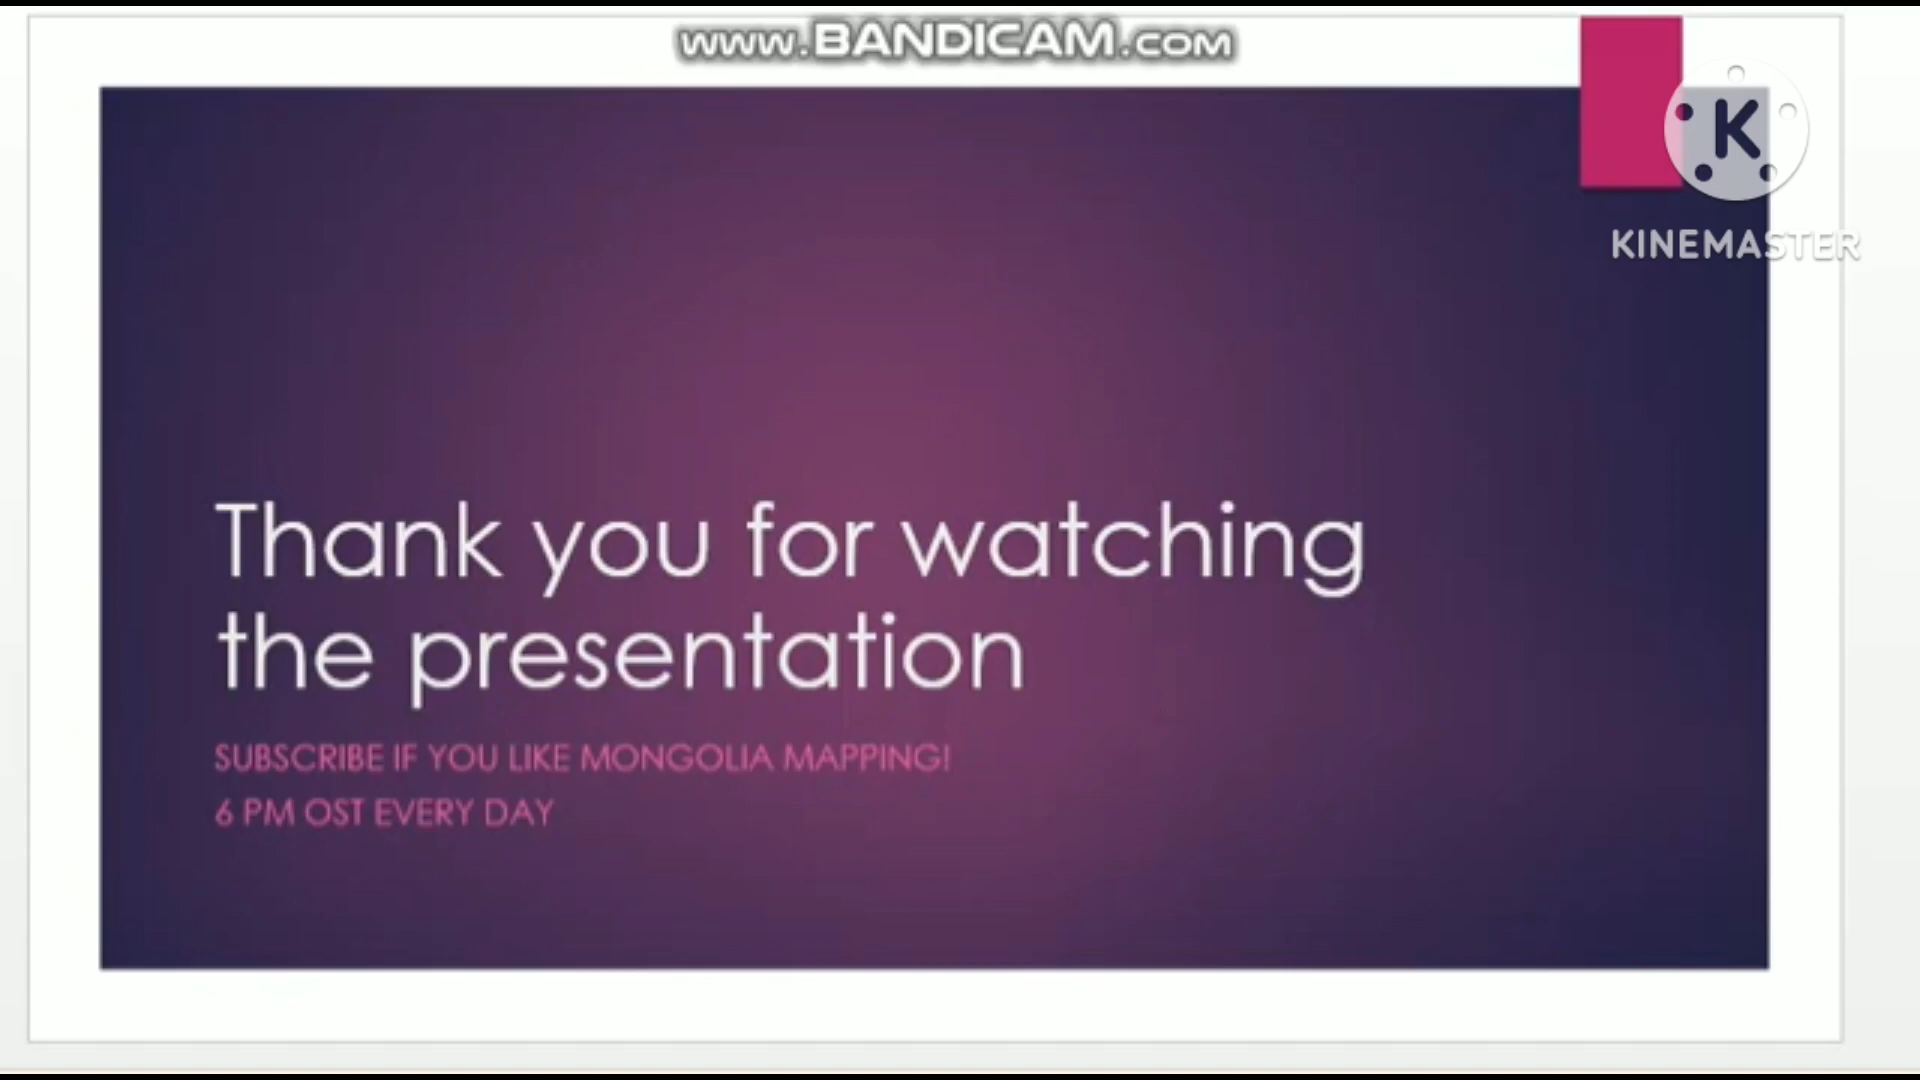 www.BANDICAM.com
K
KINEMASTER
Thank you for watching
the presentation
SUBSCRIBE IF YOU LIKE MONGOLIA MAPPING!
6 PM OST EVERY DAY